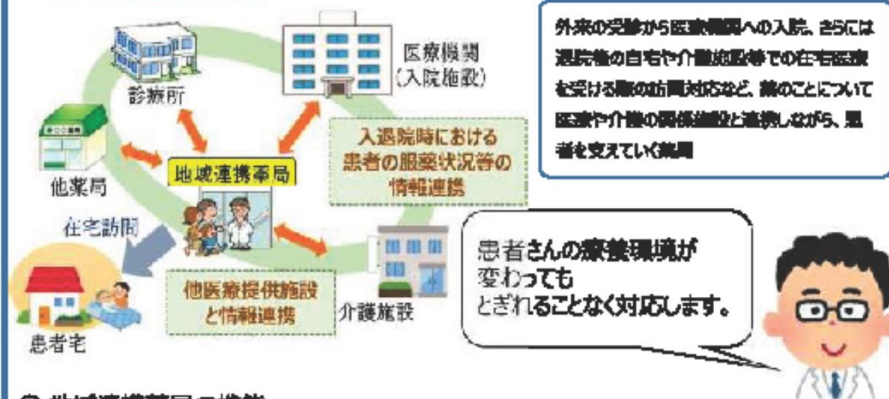 診療所
医療機関
(入院施設)
他薬局
地域連携薬局
入退院時における
患者の服薬状況等の
情報連携
在宅訪問
患者宅
他医療提供施設
と情報連携
介護施設
外来の受診から医療機関への入院、さらには
退院後の自宅や介護施設等での在宅医療
を受ける際の訪問対応など、薬のことについて
医療や介護の関係施設と連携しながら、患
者を支えていく薬局
患者さんの療養環境が
変わっても
とぎれることなく対応します。